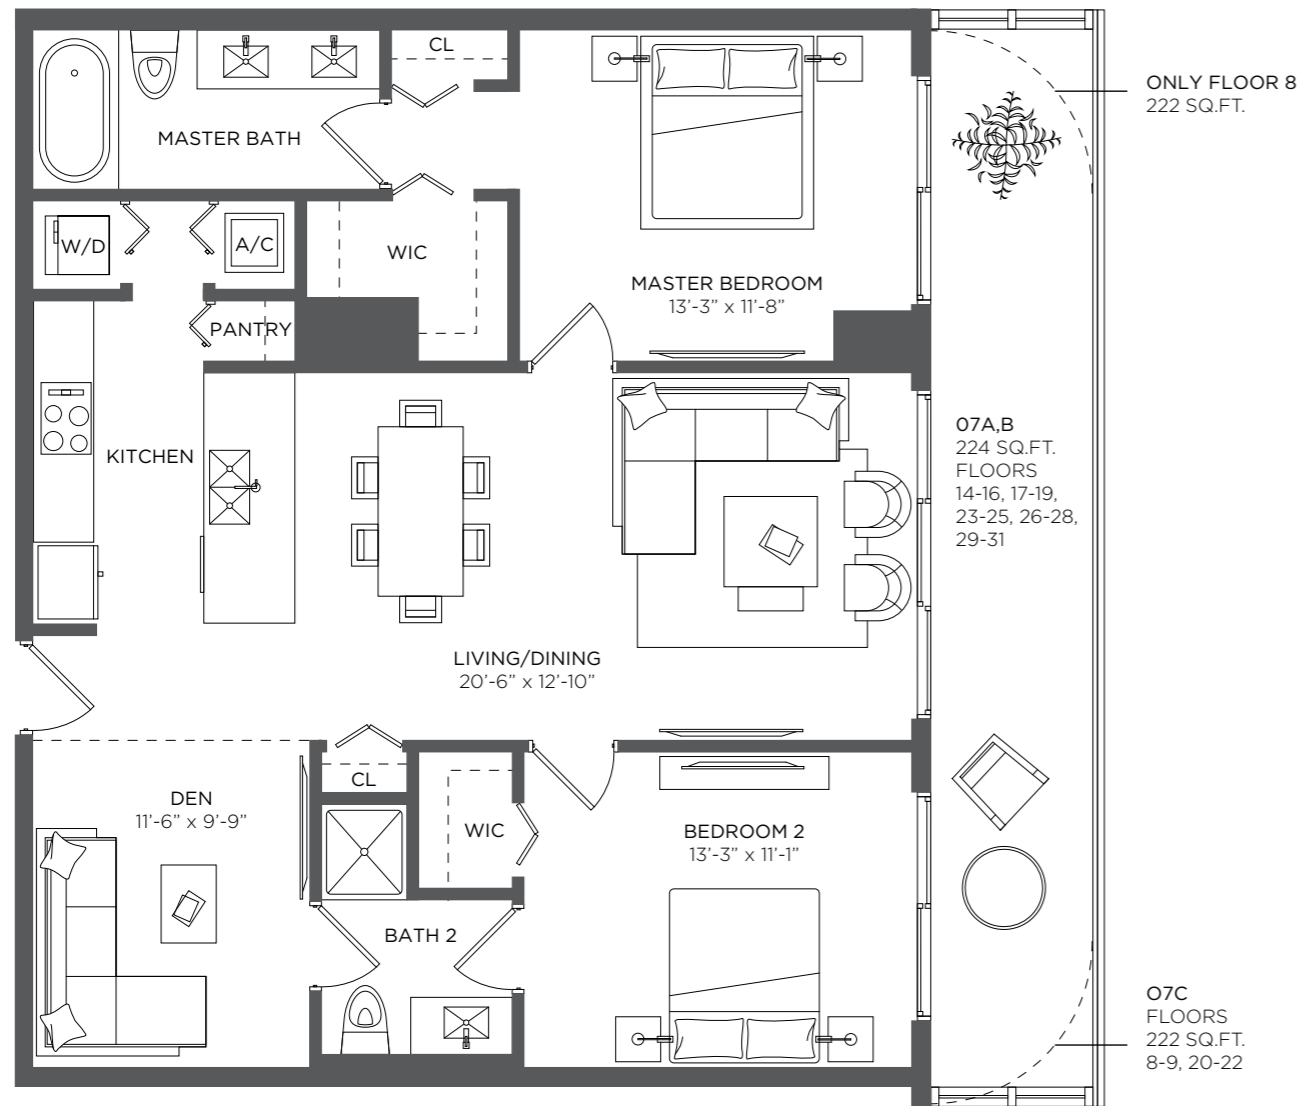 CL
ONLY FLOOR 8
222 SQ.FT.
MASTER BATH
W/D
A/C
WIC
MASTER BEDROOM
13'-3” x 11'-8”
PANTRY
07A,B
224 SQ.FT.
FLOORS
14-16, 17-19,
23-25, 26-28,
29-31
KITCHEN
LIVING/DINING
20'-6” x 12'-10”
CL
DEN
11'-6” x 9'-9”
WIC
BEDROOM 2
13'-3” x 11'-1”
BATH 2
O7C
FLOORS
222 SQ.FT.
8-9, 20-22